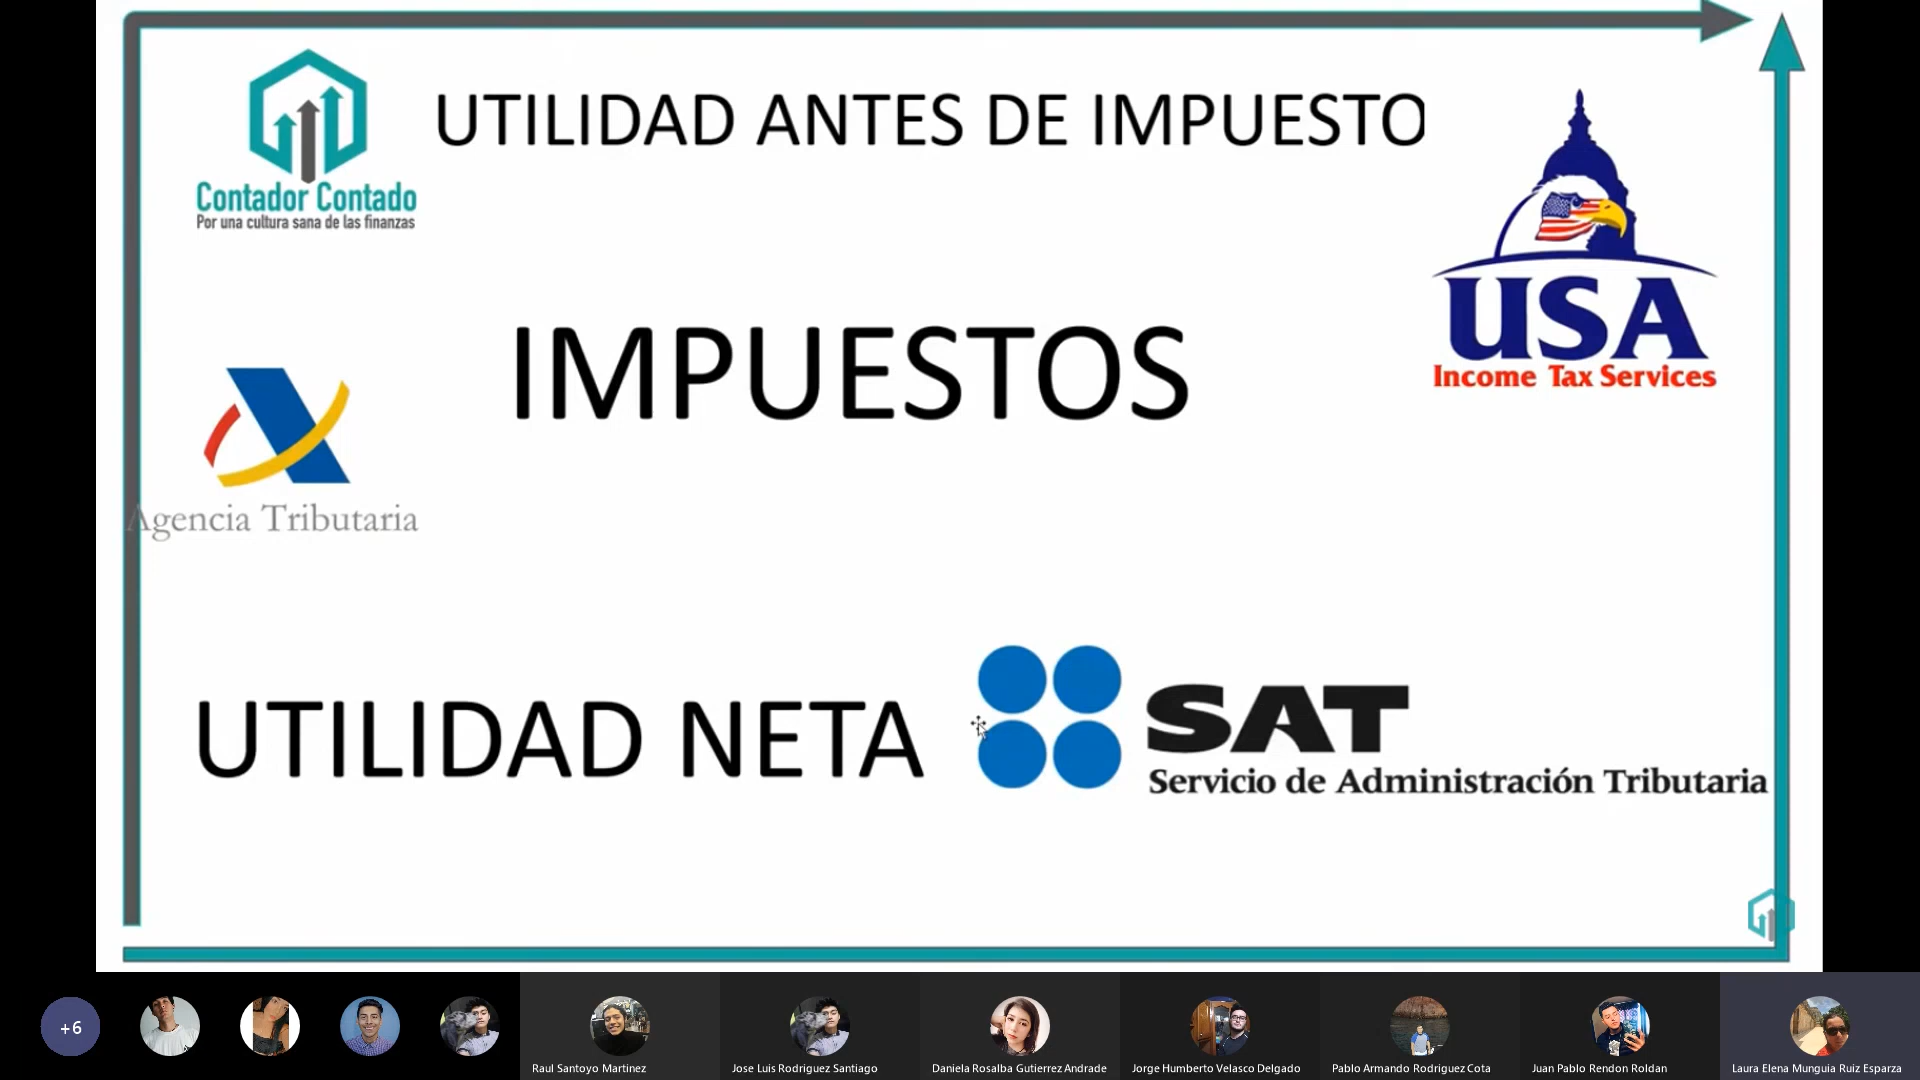 UTILIDAD ANTES DE IMPUESTO
Contador Contado
Por una cultura sana de las finanzas
USA
Income Tax Services
IMPUESTOS
Agencia Tributaria
UTILIDAD NETA
SAT
Servicio de Administración Tributaria
+6
Raul Santoyo Martinez
Jose Luis Rodriguez Santiago
Daniela Rosalba Gutierrez Andrade
Jorge Humberto Velasco Delgado
Pablo Armando Rodriguez Cota
Juan Pablo Rendon Roldan
Laura Elena Munguia Ruiz Esparza